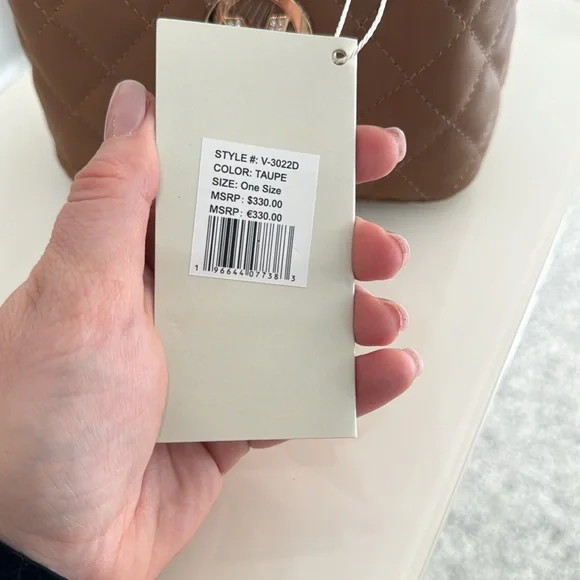 STYLE #: V-3022D
COLOR: TAUPE
SIZE: One Size
MSRP: $330.00
MSRP: €330.00
1 96644 07738 3